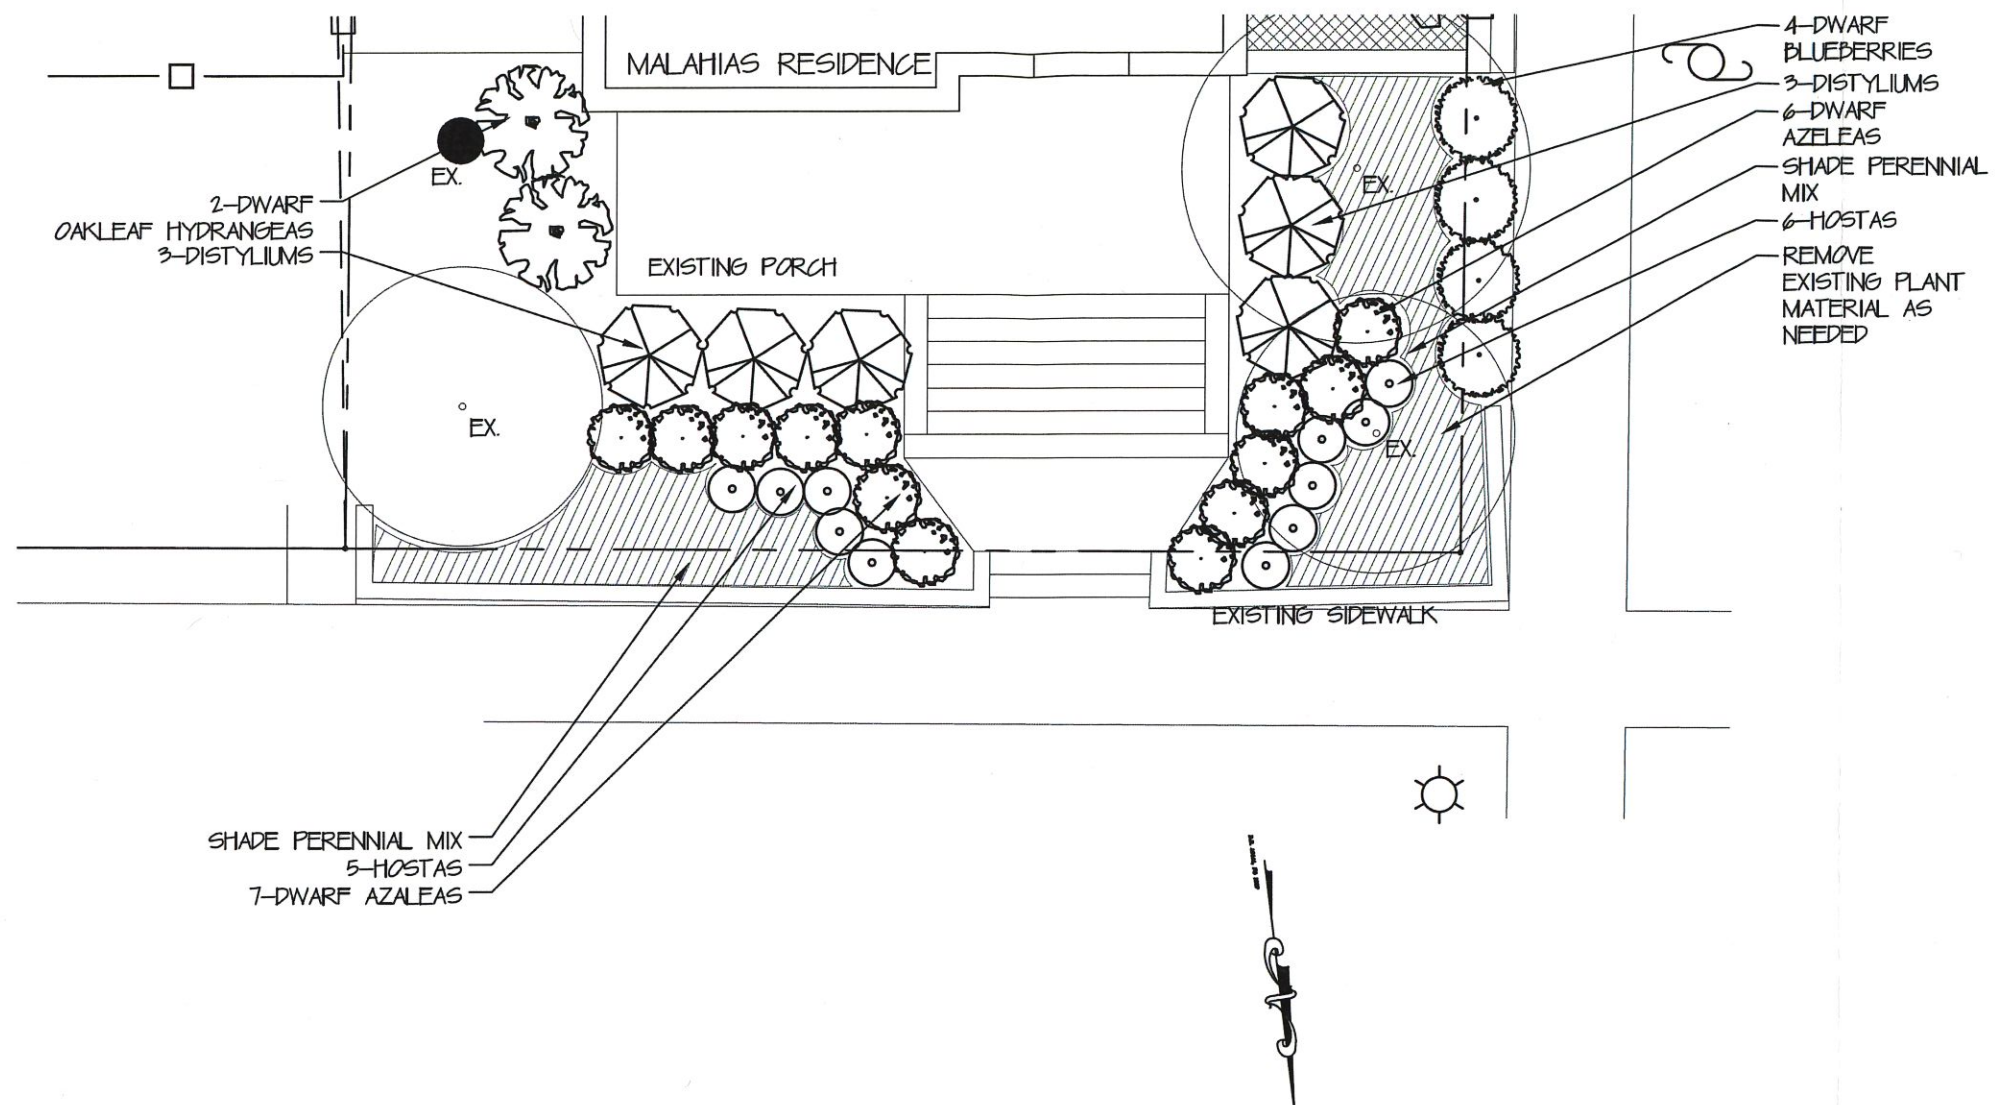 MALAHIAS RESIDENCE
EX.
2-DWARF
OAKLEAF HYDRANGEAS
3-DISTYLIUMS
EXISTING PORCH
EX.
4-DWARF
BLUEBERRIES
3-DISTYLIUMS
6-DWARF
AZELEAS
SHADE PERENNIAL
MIX
6-HOSTAS
REMOVE
EXISTING PLANT
MATERIAL AS
NEEDED
EX.
EX.
EXISTING SIDEWALK
SHADE PERENNIAL MIX
5-HOSTAS
7-DWARF AZALEAS